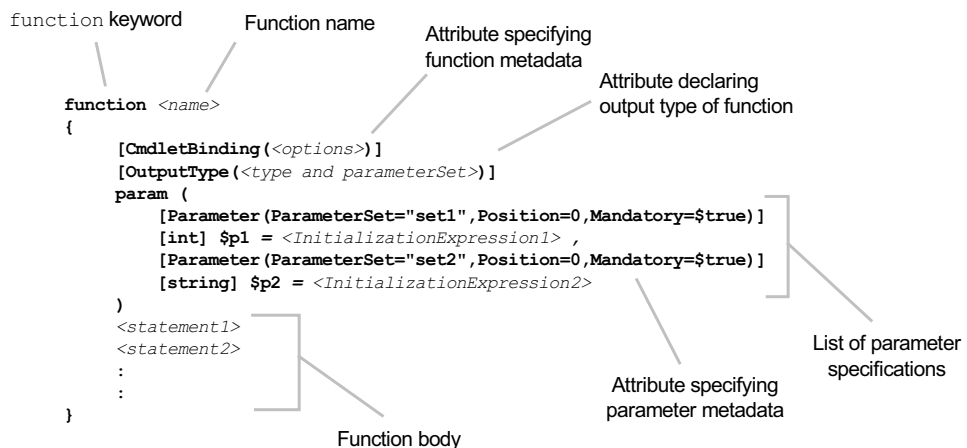 function keyword
Function name
Attribute specifying
function metadata
Attribute declaring
output type of function
function <name>
{
[CmdletBinding(<options>)]
[OutputType(<type and parameterSet>)]
param (
[Parameter(ParameterSet="set1",Position=0,Mandatory=$true)]
[int] $p1 = <InitializationExpression1> ,
[Parameter(ParameterSet="set2",Position=0,Mandatory=$true)]
[string] $p2 = <InitializationExpression2>
)
<statement1>
<statement2>
:
:
}
List of parameter
specifications
Attribute specifying
parameter metadata
Function body